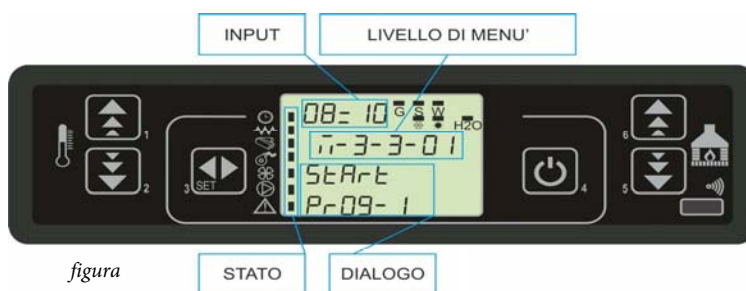 INPUT
LIVELLO DI MENU'
08= 10 G S W
H2O
1
n-3-3-01
6
3 SET
StArt
4
2
Pr09- 1
5
figura
STATO
DIALOGO